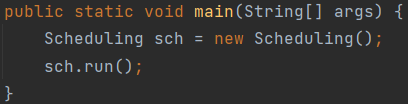 public static void main(String[] args) {
    Scheduling sch = new Scheduling();
    sch.run();
}